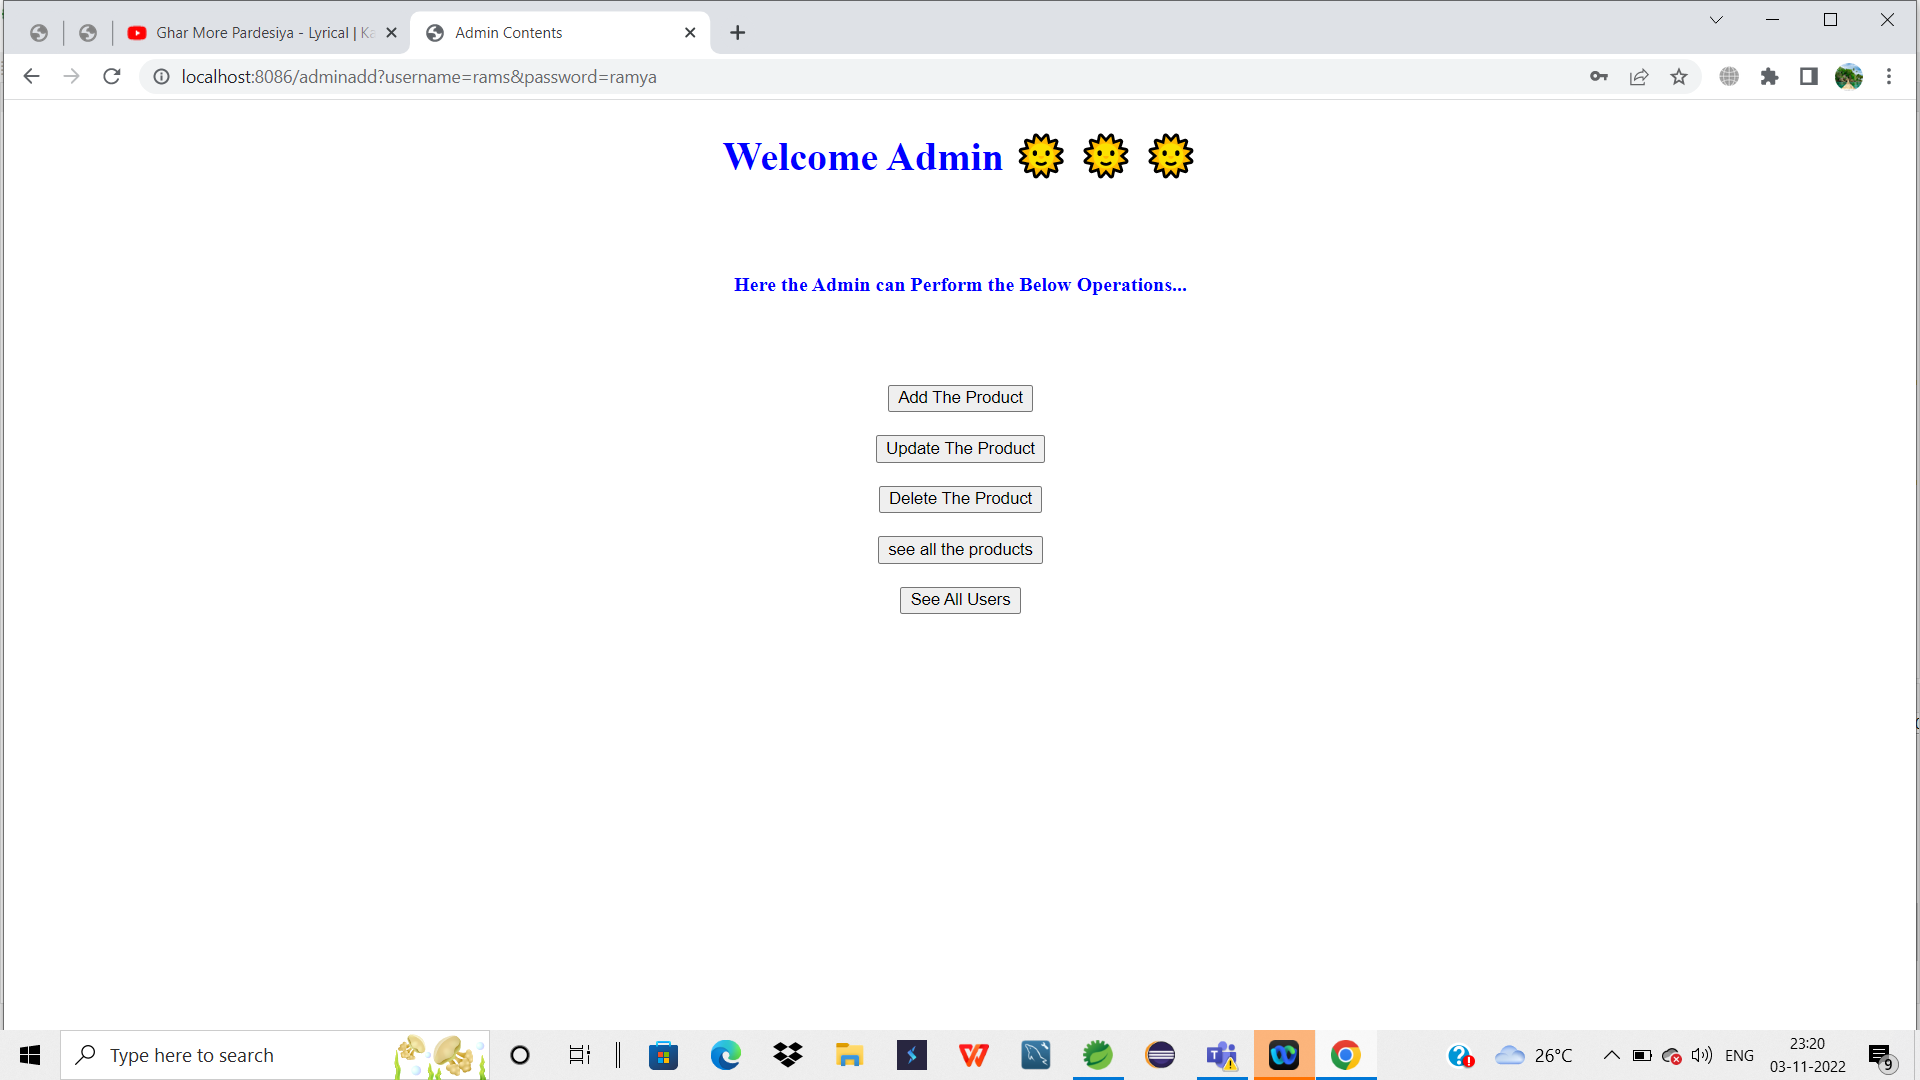 Ghar More Pardesiya - Lyrical |
Admin Contents
localhost:8086/adminadd?username=rams&password=ramya
Welcome Admin 🌞 🌞 🌞
Here the Admin can Perform the Below Operations...
Add The Product
Update The Product
Delete The Product
see all the products
See All Users
Type here to search
26°C
ENG
23:20
03-11-2022
9